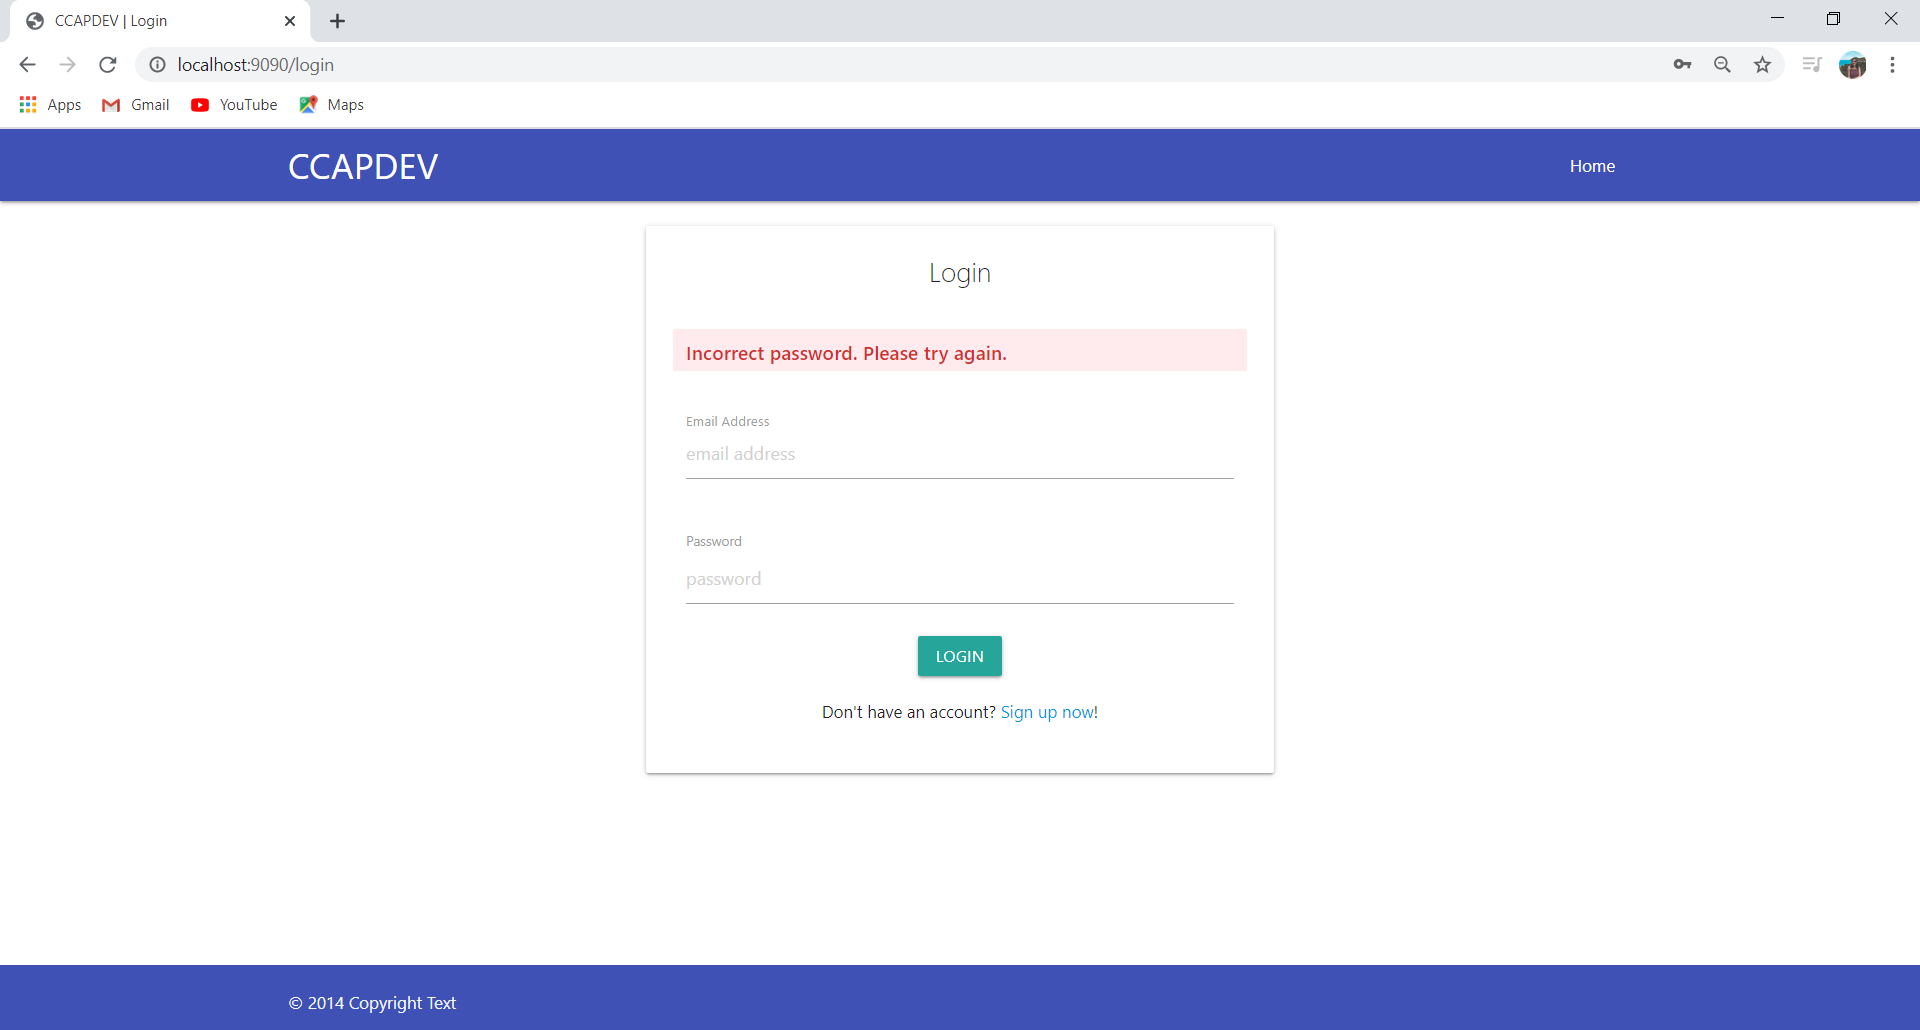 CCAPDEV | Login
localhost:9090/login
Apps Gmail YouTube Maps
CCAPDEV Home
Login
Incorrect password. Please try again.
Email Address
email address
Password
password
LOGIN
Don't have an account? Sign up now!
© 2014 Copyright Text